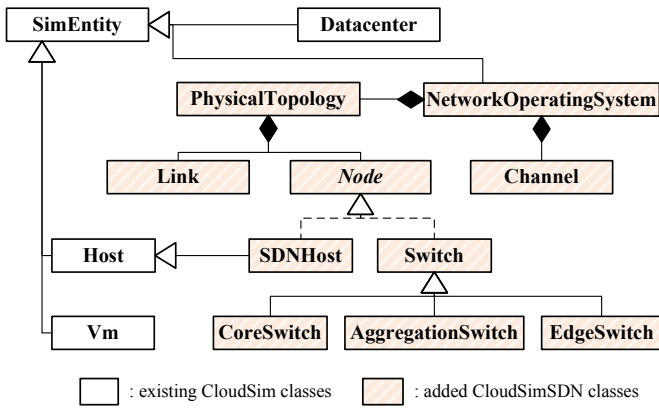 SimEntity
Datacenter
PhysicalTopology
NetworkOperatingSystem
Link
Node
Channel
Host
SDNHost
Switch
Vm
CoreSwitch
AggregationSwitch
EdgeSwitch
: existing CloudSim classes
: added CloudSimSDN classes